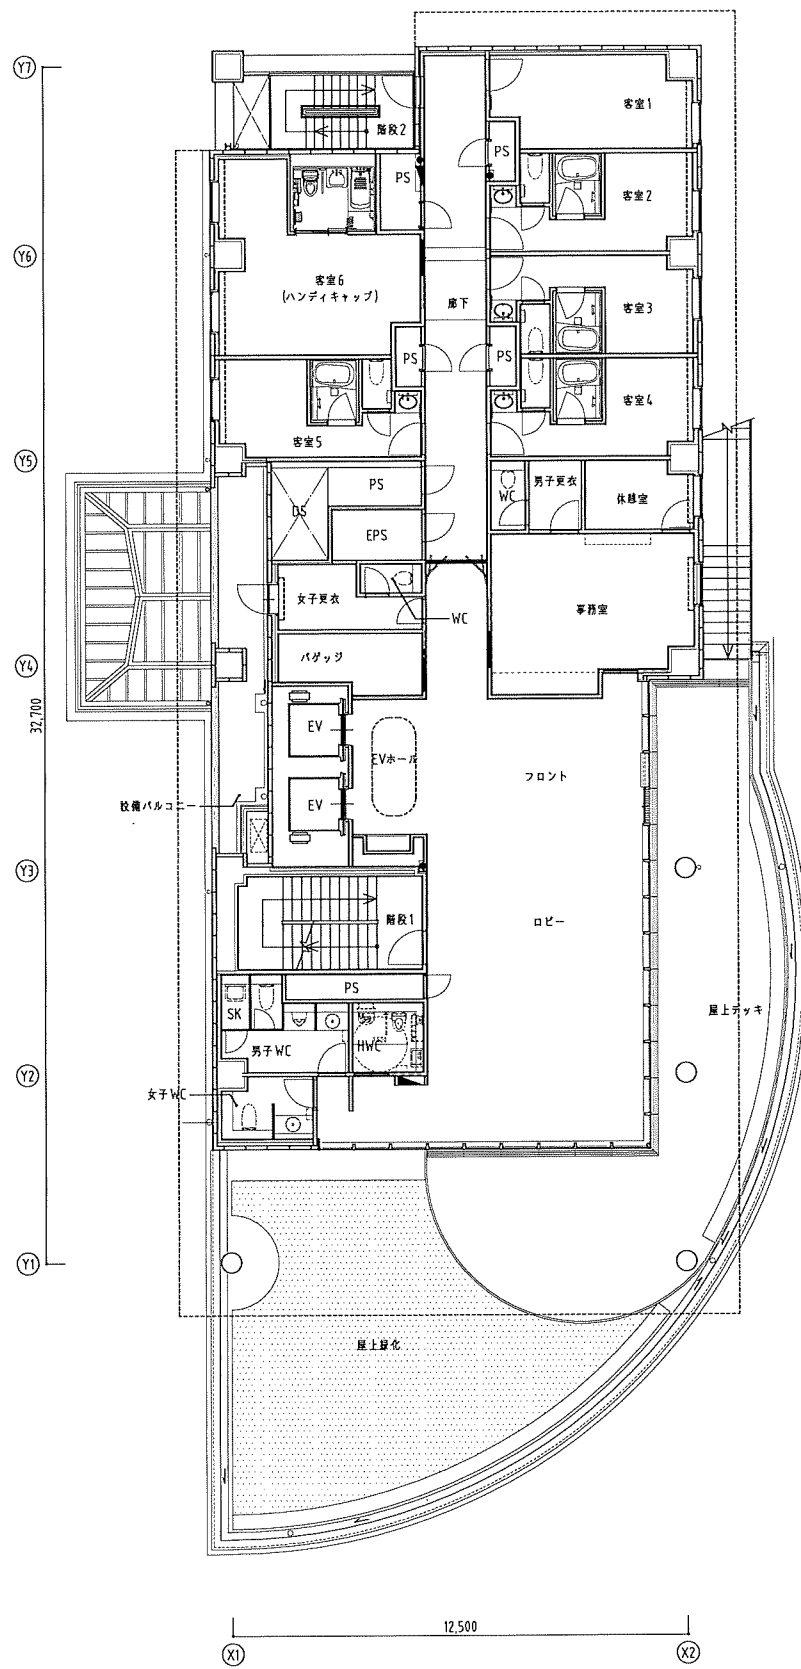 Y7
客室1
階段2
PS
PS
客室2
Y6
客室6
(ハンディキャップ)
廊下
客室3
PS
PS
客室4
客室5
Y5
PS
WC
男子更衣
休憩室
DS
EPS
女子更衣
事務室
WC
バゲッジ
Y4
32,700
EV
EVホール
フロント
設備バルコニー
EV
Y3
階段1
ロビー
PS
SK
屋上デッキ
男子WC
HWC
Y2
女子WC
Y1
屋上緑化
12,500
X1
X2